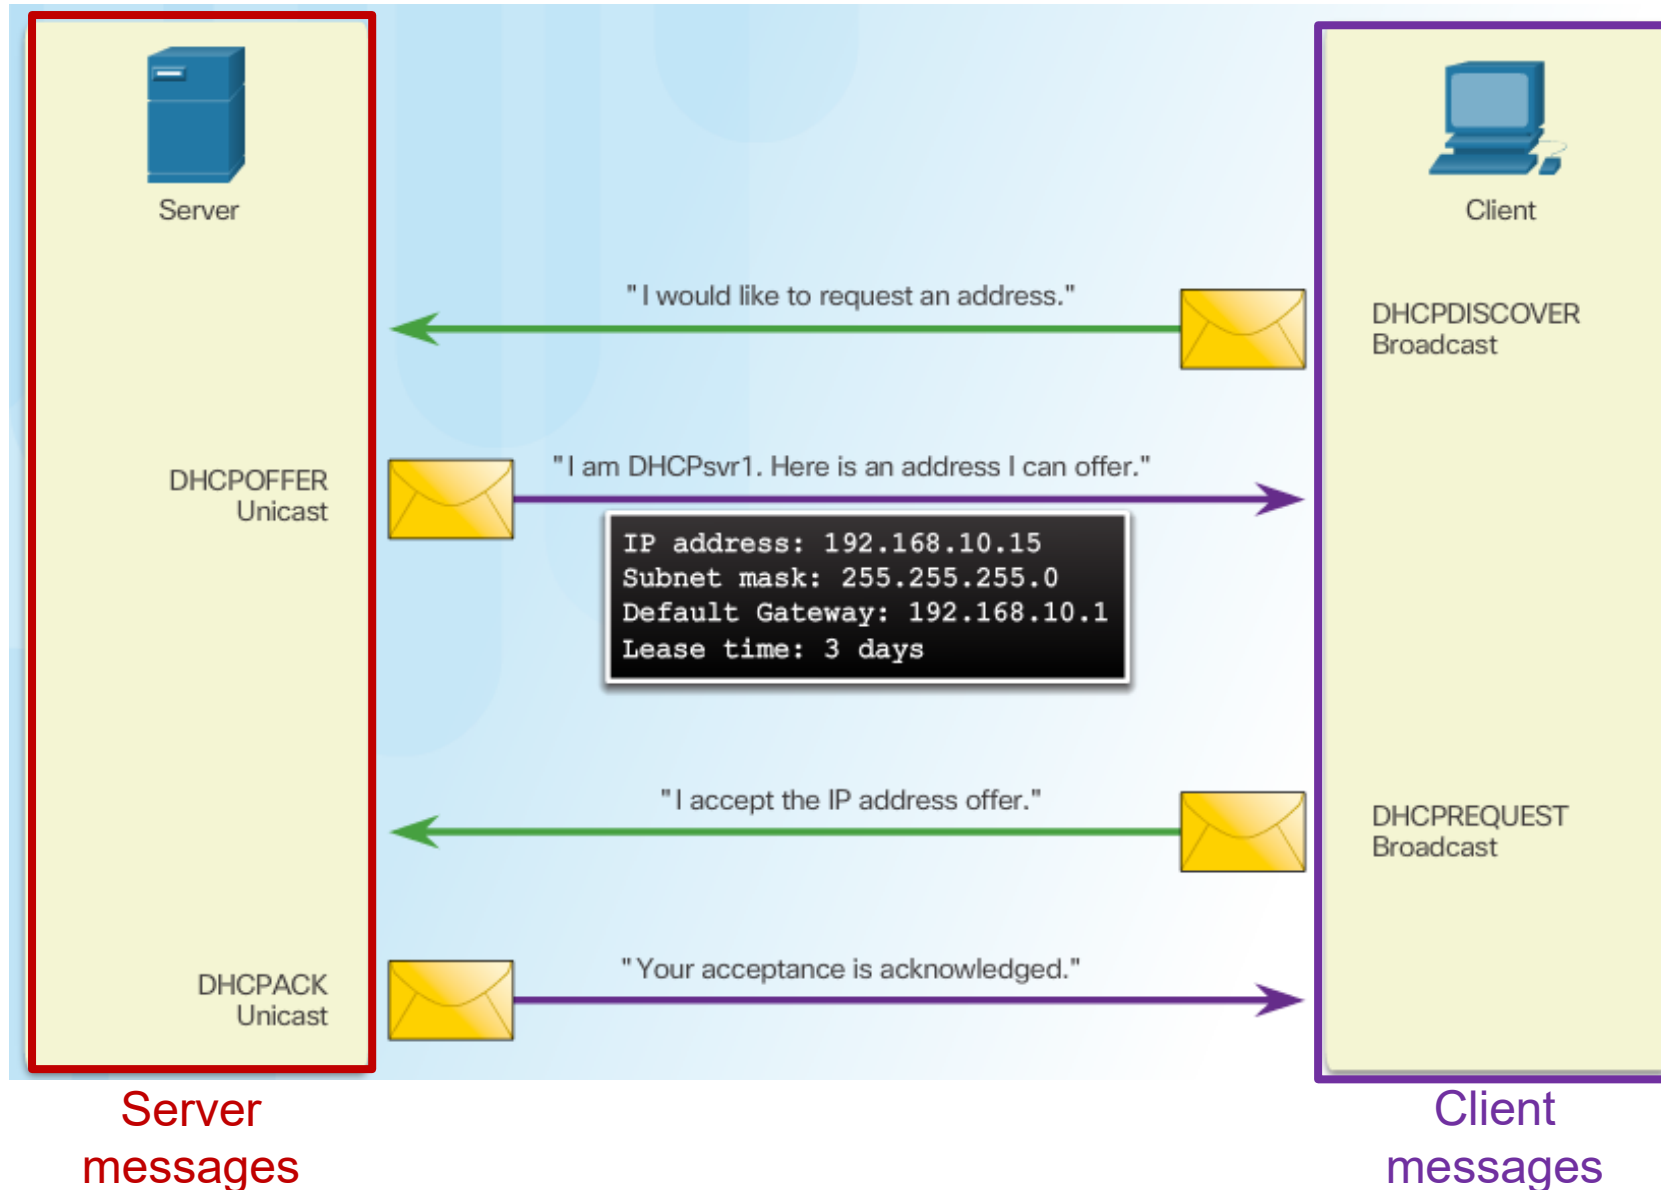 Server
Client
"I would like to request an address."
DHCPDISCOVER
Broadcast
DHCPOFFER
Unicast
"I am DHCPsvr1. Here is an address I can offer."
IP address: 192.168.10.15
Subnet mask: 255.255.255.0
Default Gateway: 192.168.10.1
Lease time: 3 days
"I accept the IP address offer."
DHCPREQUEST
Broadcast
DHCPACK
Unicast
"Your acceptance is acknowledged."
Server
messages
Client
messages